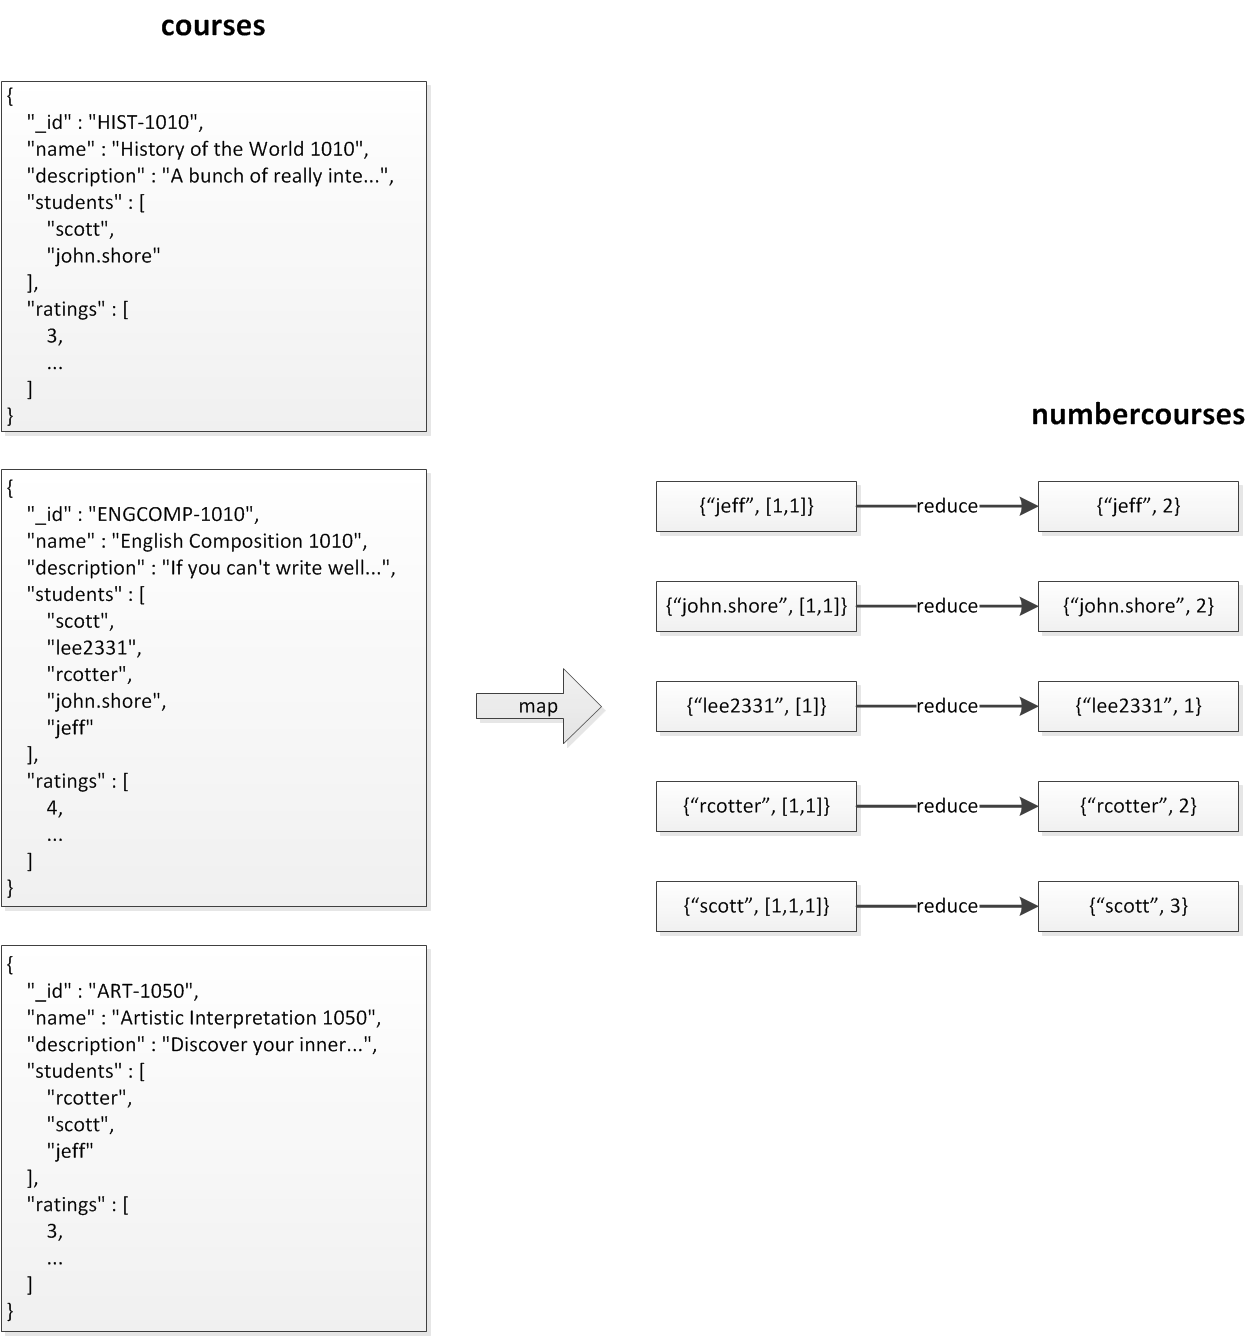 courses
{
"_id" : "HIST-1010",
"name" : "History of the World 1010",
"description" : "A bunch of really inte...",
"students" : [
"scott",
"john.shore"
],
"ratings" : [
3,
...
]
}
{
"_id" : "ENGCOMP-1010",
"name" : "English Composition 1010",
"description" : "If you can't write well...",
"students" : [
"scott",
"lee2331",
"rcotter",
"john.shore",
"jeff"
],
"ratings" : [
4,
...
]
}
{
"_id" : "ART-1050",
"name" : "Artistic Interpretation 1050",
"description" : "Discover your inner...",
"students" : [
"rcotter",
"scott",
"jeff"
],
"ratings" : [
3,
...
]
}
map
numbercourses
{“jeff”, [1,1]} reduce {“jeff”, 2}
{“john.shore”, [1,1]} reduce {“john.shore”, 2}
{“lee2331”, [1]} reduce {“lee2331”, 1}
{“rcotter”, [1,1]} reduce {“rcotter”, 2}
{“scott”, [1,1,1]} reduce {“scott”, 3}